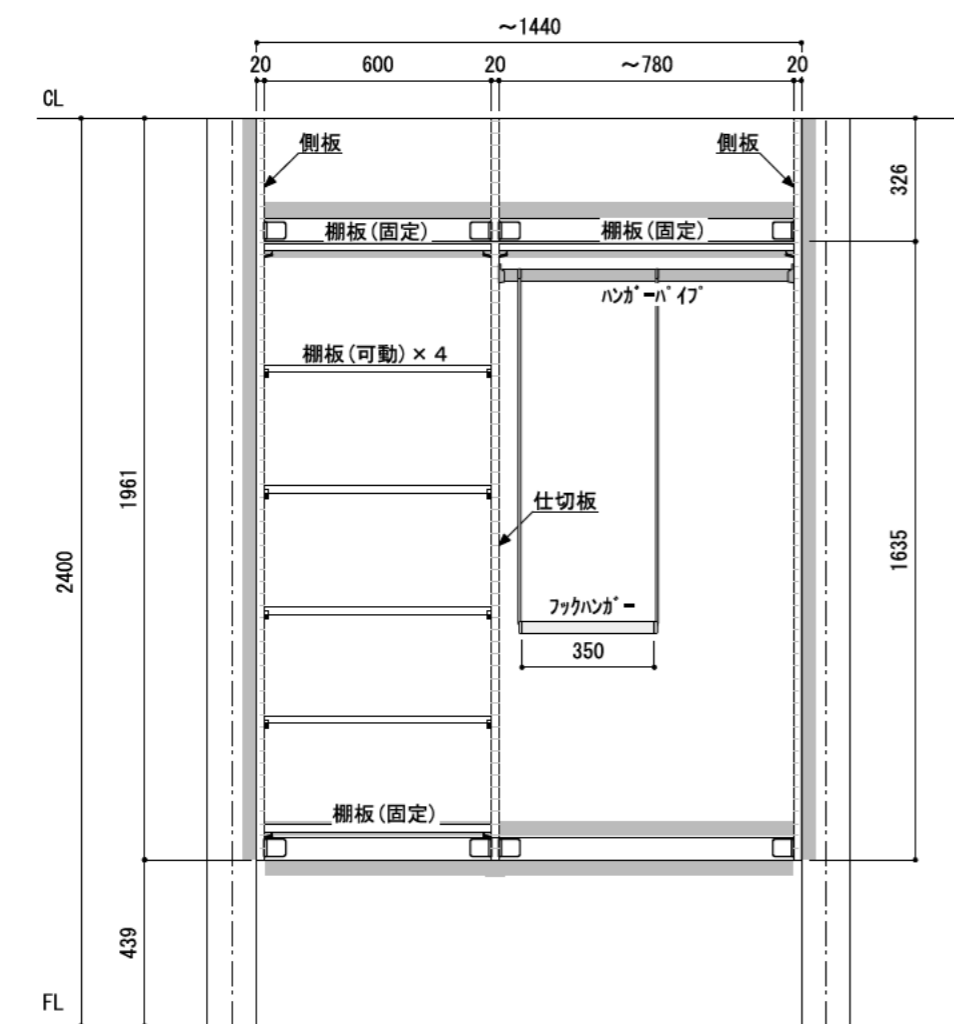 ～1440
20
600
20
～780
20
CL
側板
側板
326
棚板(固定)
棚板(固定)
ﾊﾝｶﾞｰﾊﾟｲﾌﾟ
棚板(可動)×４
1961
仕切板
2400
1635
ﾌｯｸﾊﾝｶﾞｰ
350
棚板(固定)
439
FL